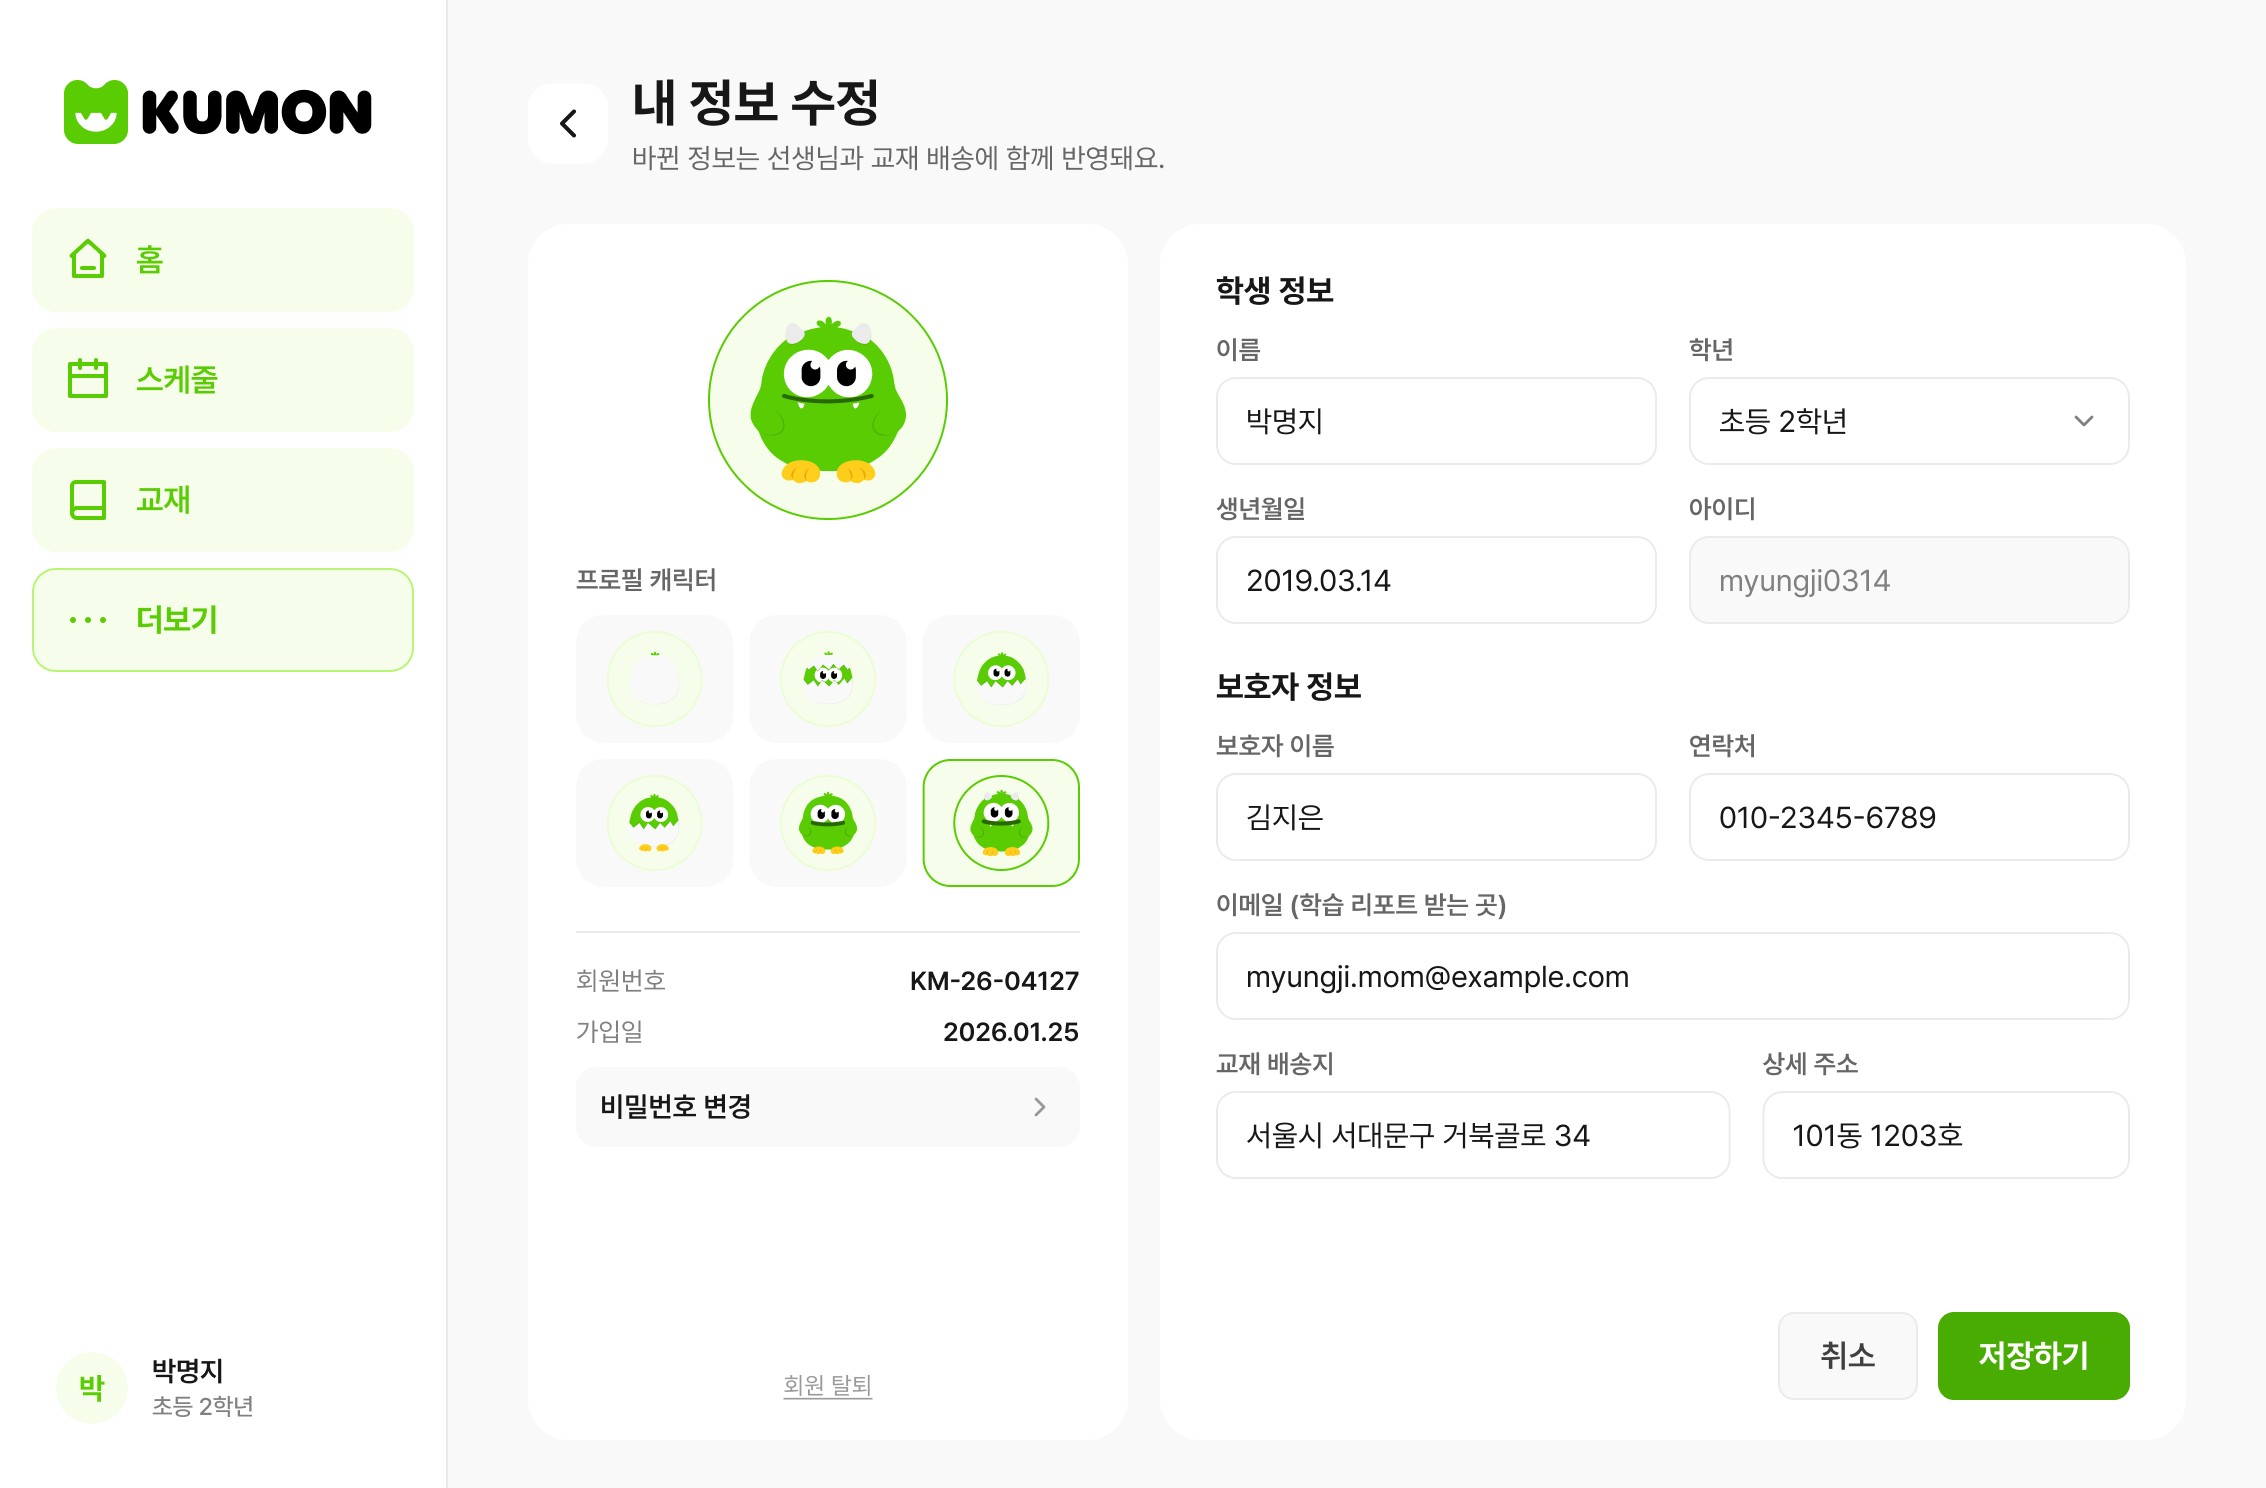 KUMON
홈
스케줄
교재
더보기
박
박명지
초등 2학년
내 정보 수정
바뀐 정보는 선생님과 교재 배송에 함께 반영돼요.
프로필 캐릭터
회원번호 KM-26-04127
가입일 2026.01.25
비밀번호 변경
회원 탈퇴
학생 정보
이름 학년
박명지 초등 2학년
생년월일 아이디
2019.03.14 myungji0314
보호자 정보
보호자 이름 연락처
김지은 010-2345-6789
이메일 (학습 리포트 받는 곳)
myungji.mom@example.com
교재 배송지 상세 주소
서울시 서대문구 거북골로 34 101동 1203호
취소 저장하기